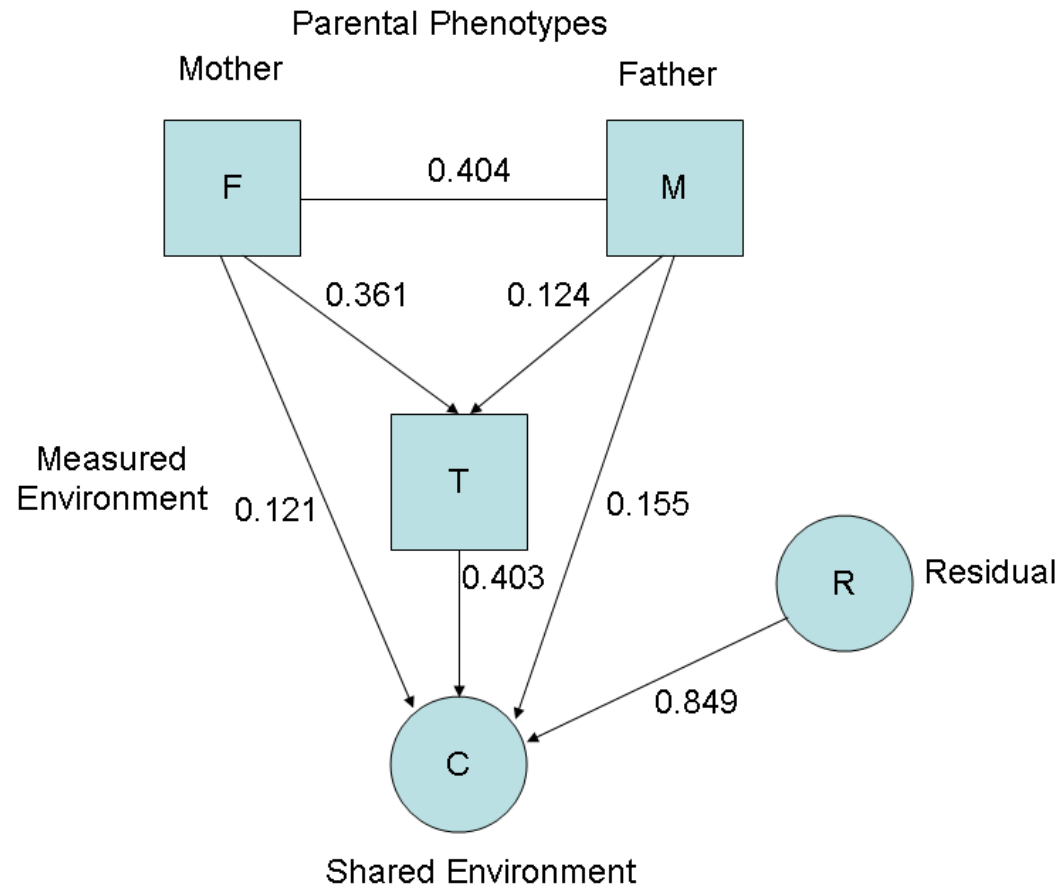 Parental Phenotypes
Mother
Father
F
0.404
M
0.361
0.124
Measured
Environment
T
0.121
0.155
0.403
R
Residual
0.849
C
Shared Environment